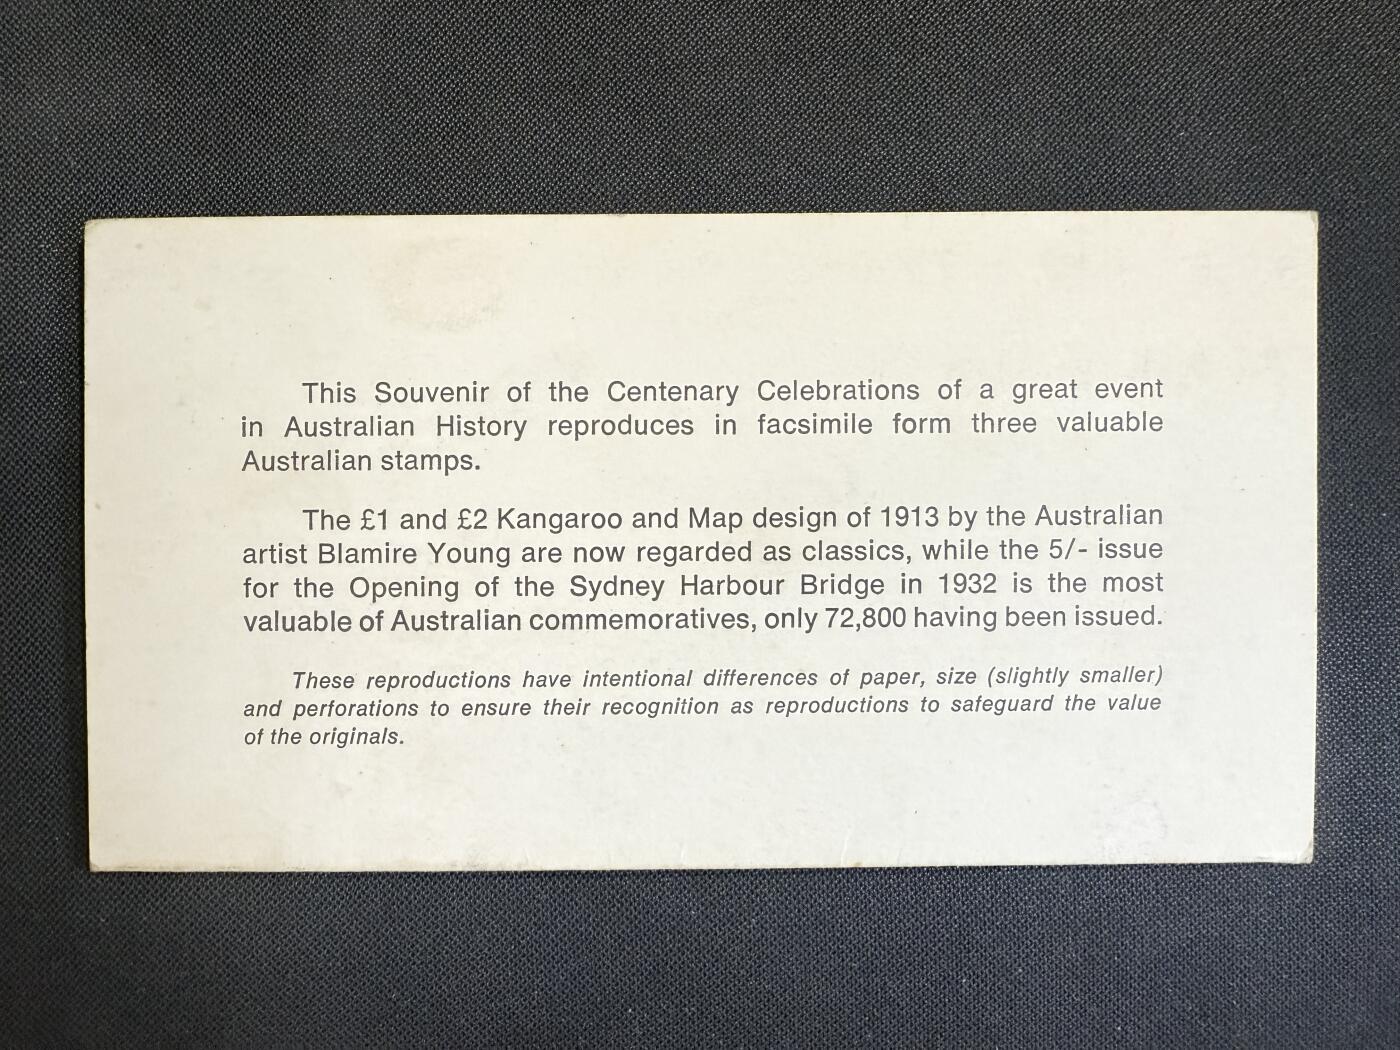 This Souvenir of the Centenary Celebrations of a great event
in Australian History reproduces in facsimile form three valuable
Australian stamps.
The £1 and £2 Kangaroo and Map design of 1913 by the Australian
artist Blamire Young are now regarded as classics, while the 5/- issue
for the Opening of the Sydney Harbour Bridge in 1932 is the most
valuable of Australian commemoratives, only 72,800 having been issued.
These reproductions have intentional differences of paper, size (slightly smaller)
and perforations to ensure their recognition as reproductions to safeguard the value
of the originals.